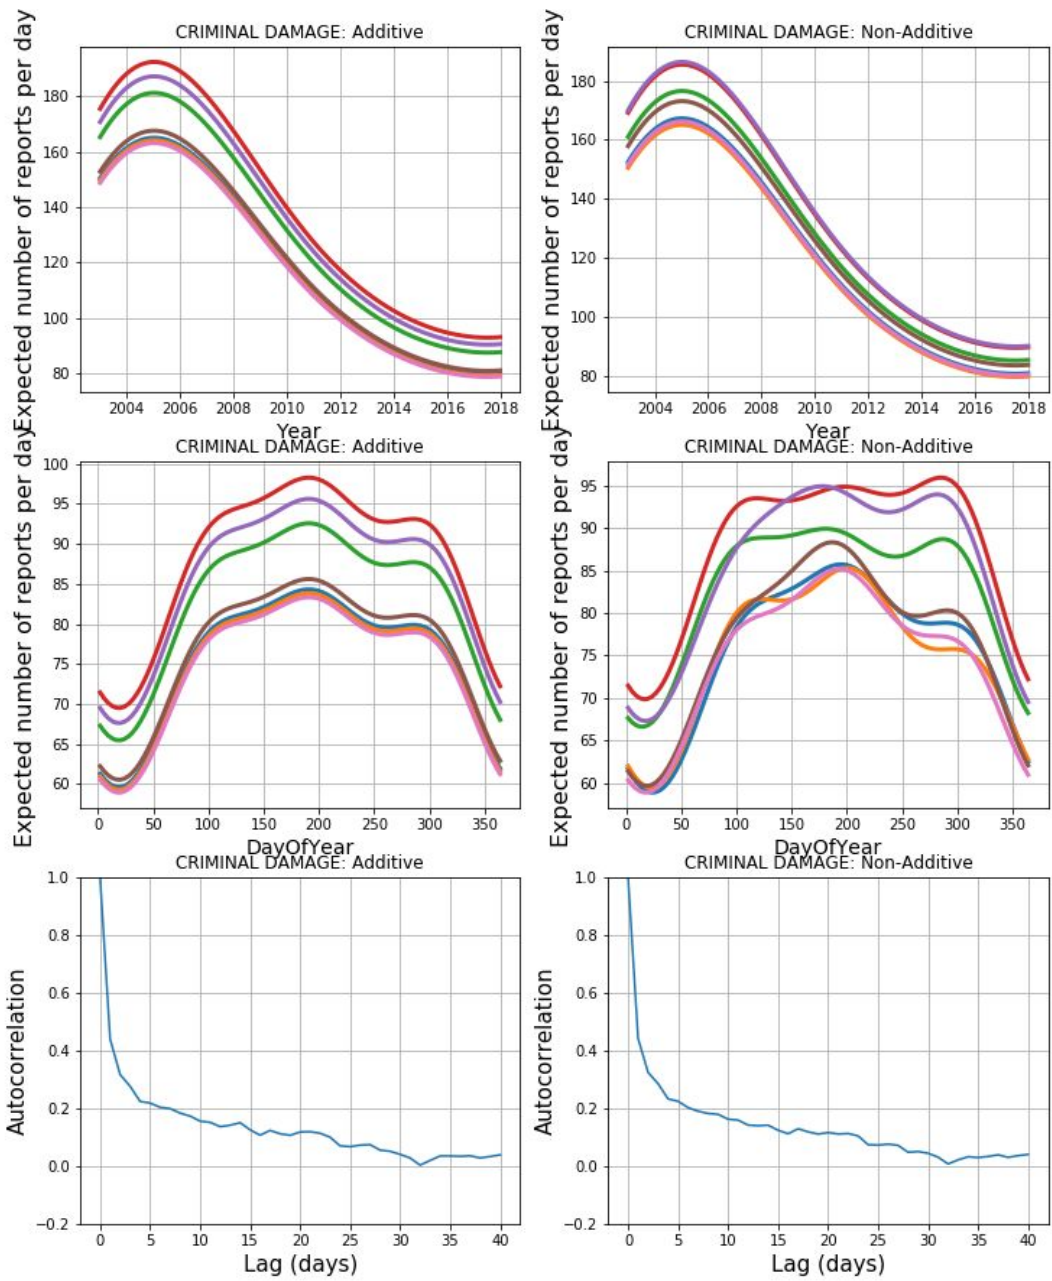 CRIMINAL DAMAGE: Additive
Expected number of reports per day
180
160
140
120
100
80
2004 2006 2008 2010 2012 2014 2016 2018
Year
CRIMINAL DAMAGE: Non-Additive
Expected number of reports per day
180
160
140
120
100
80
2004 2006 2008 2010 2012 2014 2016 2018
Year
CRIMINAL DAMAGE: Additive
Expected number of reports per day
100
95
90
85
80
75
70
65
60
0 50 100 150 200 250 300 350
DayOfYear
CRIMINAL DAMAGE: Non-Additive
Expected number of reports per day
95
90
85
80
75
70
65
60
0 50 100 150 200 250 300 350
DayOfYear
CRIMINAL DAMAGE: Additive
Autocorrelation
1.0
0.8
0.6
0.4
0.2
0.0
−0.2
0 5 10 15 20 25 30 35 40
Lag (days)
CRIMINAL DAMAGE: Non-Additive
Autocorrelation
1.0
0.8
0.6
0.4
0.2
0.0
−0.2
0 5 10 15 20 25 30 35 40
Lag (days)